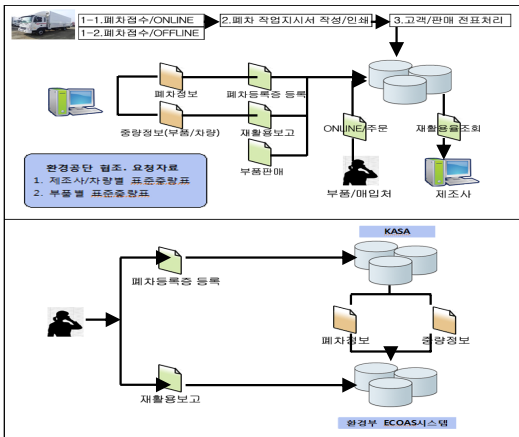 1-1.폐차접수/ONLINE
1-2.폐차접수/OFFLINE
2.폐차 작업지시서 작성/인쇄
3.고객/판매 전표처리
폐차정보
폐차등록증 등록
중량정보(부품/차량)
재활용보고
부품판매
ONLINE/주문
재활용율조회
부품/매입처
제조사
환경공단 협조. 요청자료
1. 제조사/차량별 표준중량표
2. 부품별 표준중량표
KASA
폐차등록증 등록
폐차정보
중량정보
재활용보고
환경부 ECOAS시스템